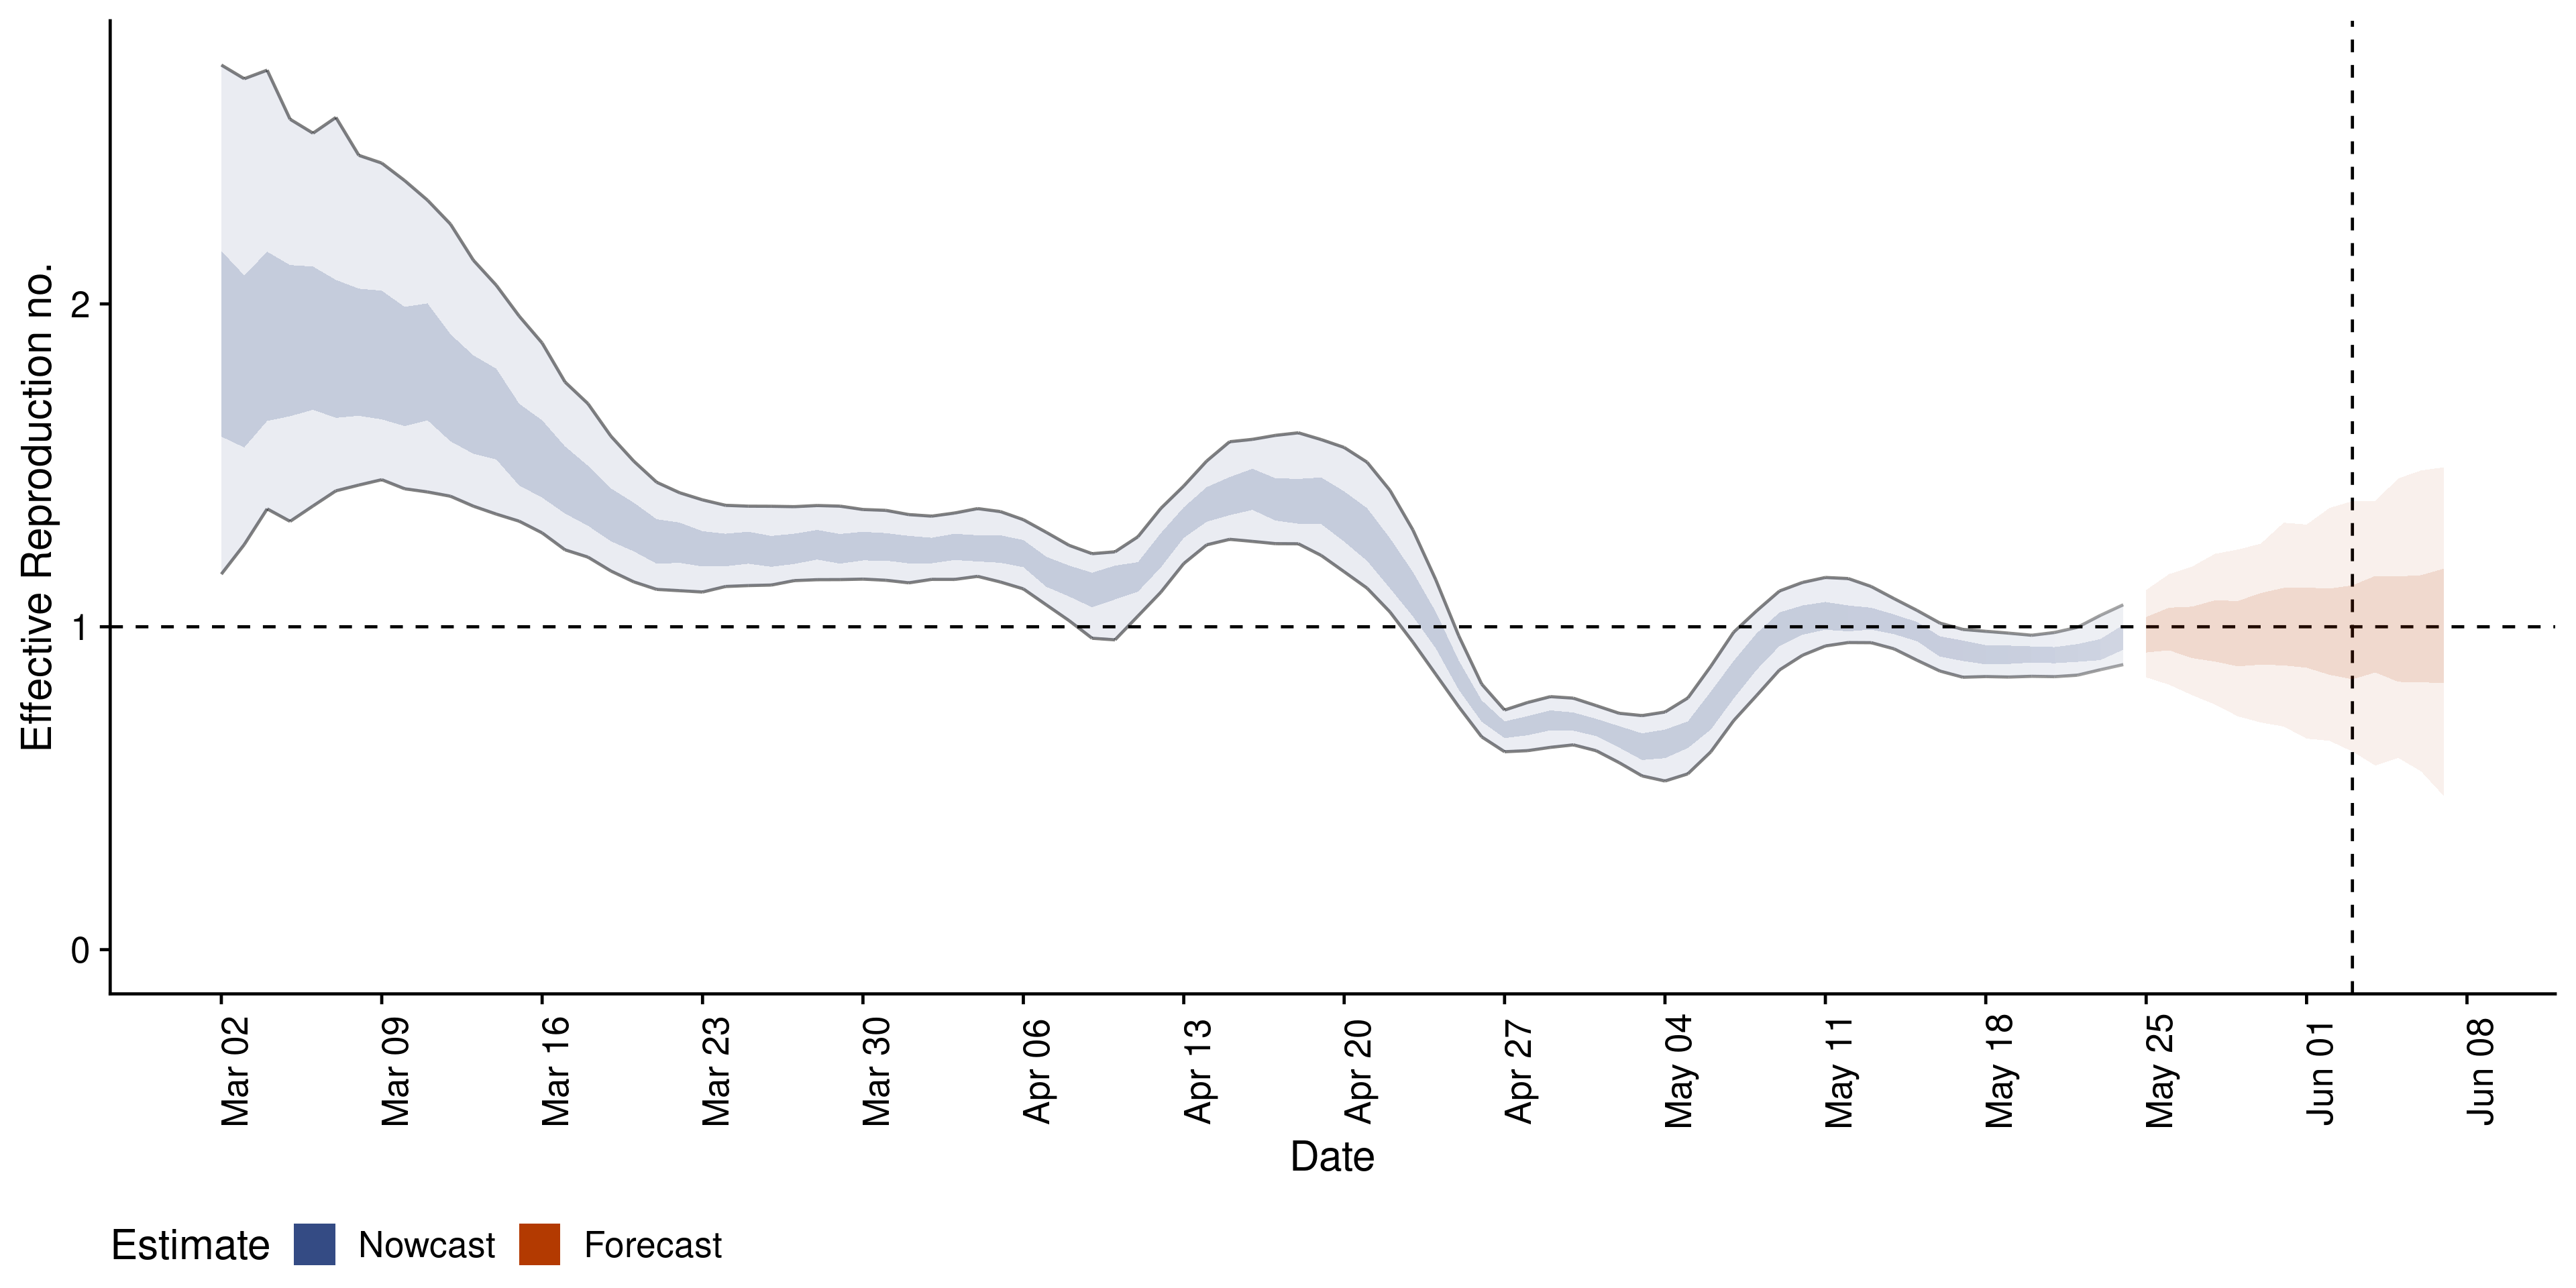 Effective Reproduction no.
2
1
0
Mar 02
Mar 09
Mar 16
Mar 23
Mar 30
Apr 06
Apr 13
Apr 20
Apr 27
May 04
May 11
May 18
May 25
Jun 01
Jun 08
Date
Estimate Nowcast Forecast